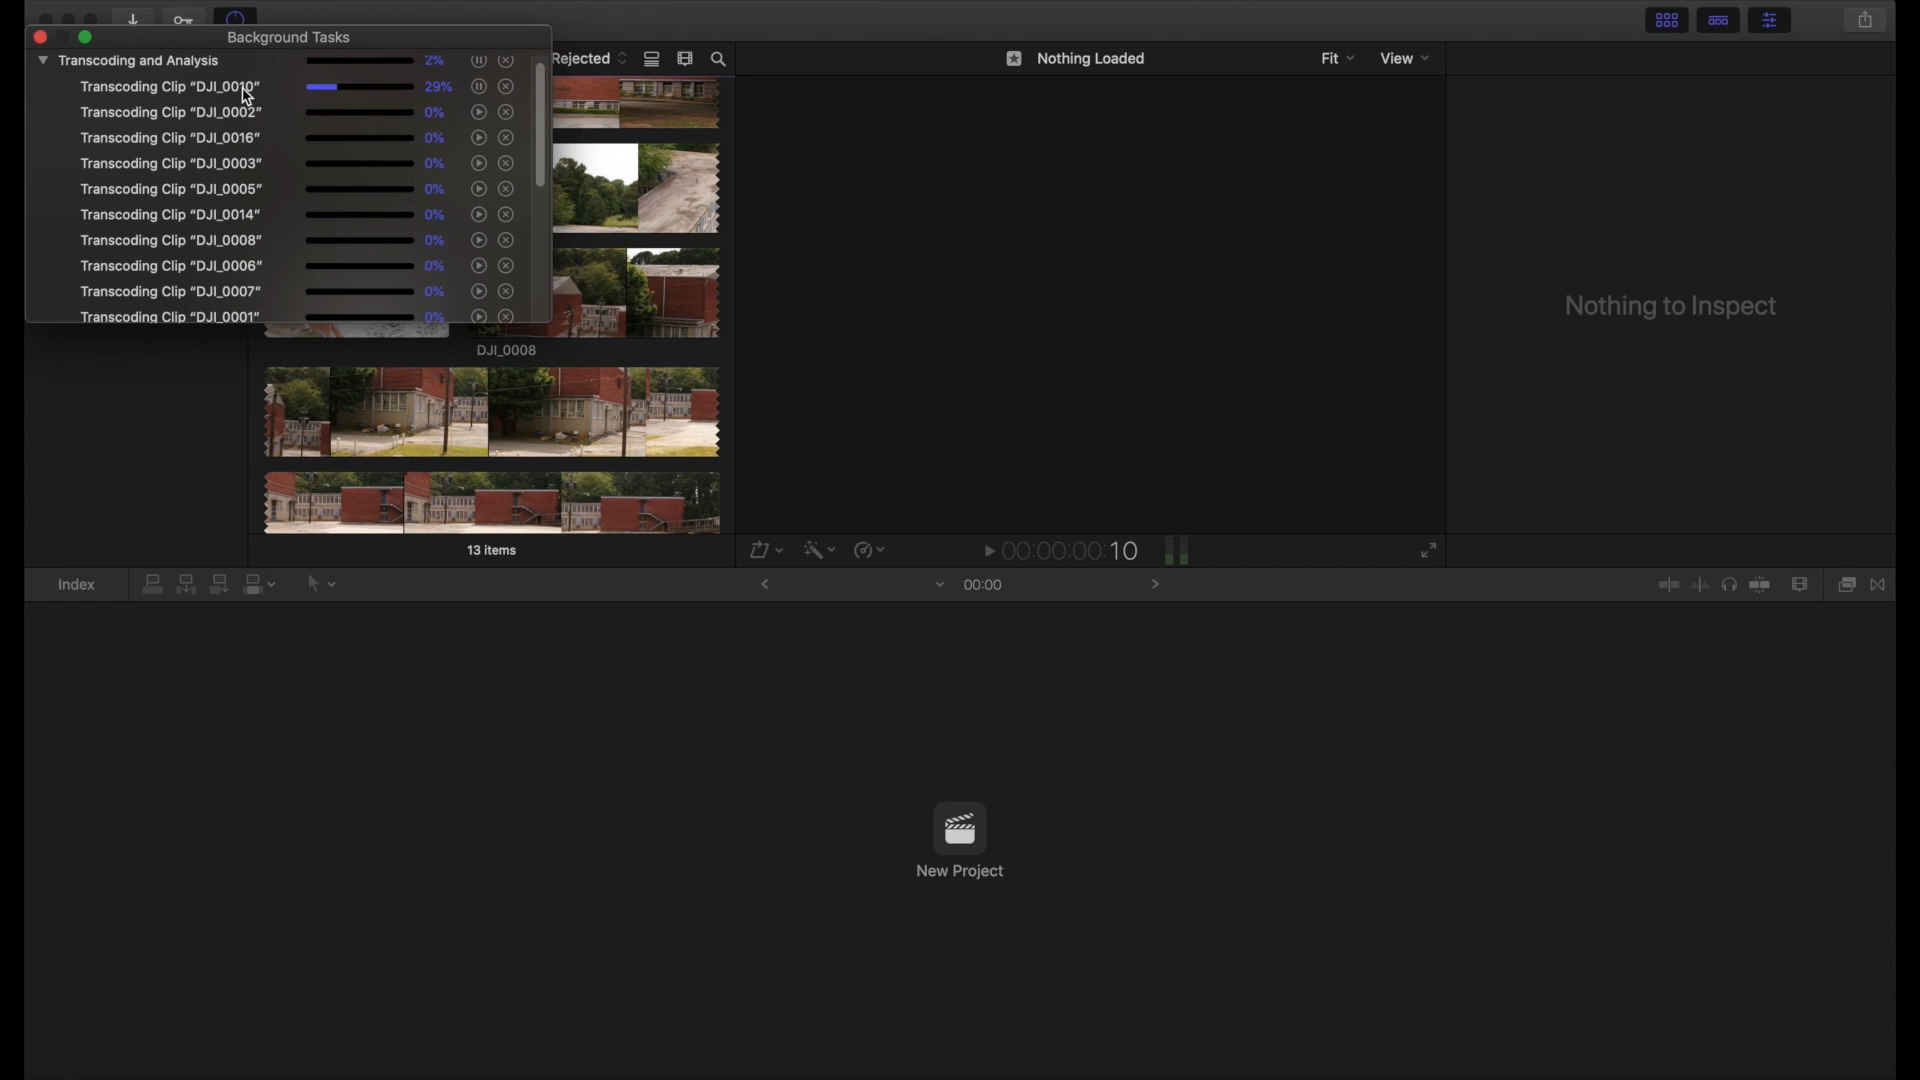 Background Tasks
Transcoding and Analysis 2%
Transcoding Clip “DJI_0010” 29%
Transcoding Clip “DJI_0002” 0%
Transcoding Clip “DJI_0016” 0%
Transcoding Clip “DJI_0003” 0%
Transcoding Clip “DJI_0005” 0%
Transcoding Clip “DJI_0014” 0%
Transcoding Clip “DJI_0008” 0%
Transcoding Clip “DJI_0006” 0%
Transcoding Clip “DJI_0007” 0%
Transcoding Clip “DJI_0001” 0%
Rejected
Nothing Loaded
Fit
View
Nothing to Inspect
DJI_0008
13 items
00:00:00:10
Index
00:00
New Project